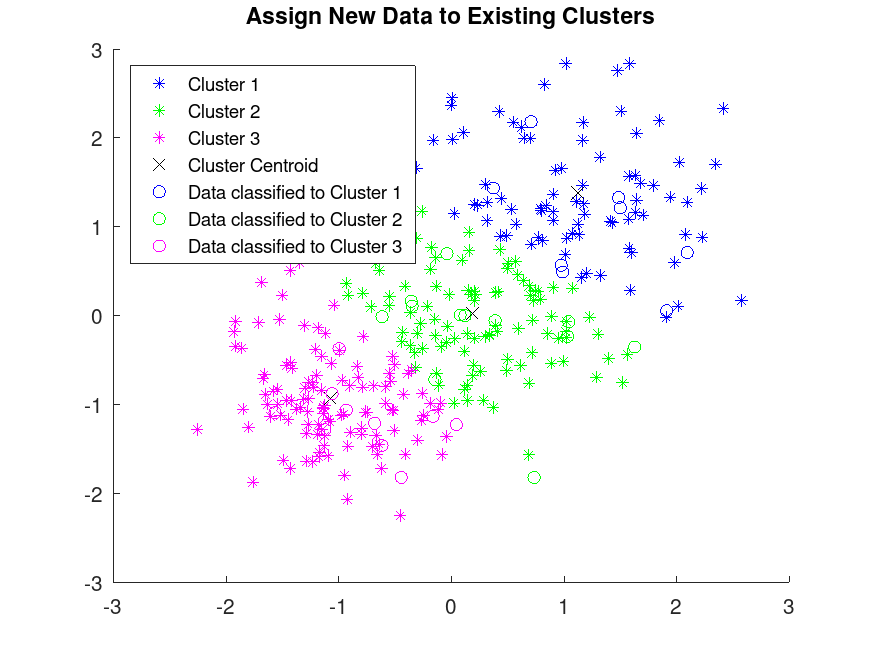 Assign New Data to Existing Clusters
3
2
1
0
-1
-2
-3
Cluster 1
Cluster 2
Cluster 3
Cluster Centroid
Data classified to Cluster 1
Data classified to Cluster 2
Data classified to Cluster 3
-3 -2 -1 0 1 2 3